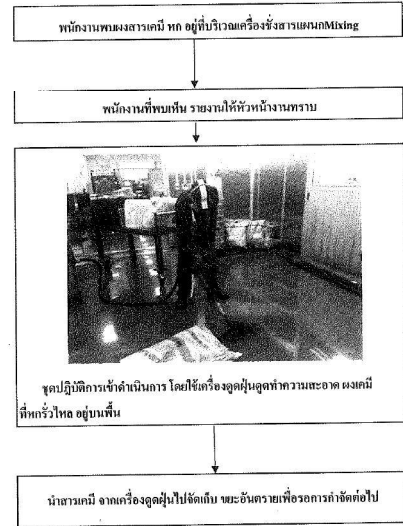 พนักงานพบผงสารเคมี หก อยู่ที่บริเวณเครื่องชั่งสารแผนกMixing
พนักงานที่พบเห็น รายงานให้หัวหน้างานทราบ
ชุดปฏิบัติการเข้าดำเนินการ โดยใช้เครื่องดูดฝุ่นดูดทำความสะอาด ผงเคมี
ที่หกรั่วไหล อยู่บนพื้น
นำสารเคมี จากเครื่องดูดฝุ่นไปจัดเก็บ ขยะอันตรายเพื่อรอการกำจัดต่อไป